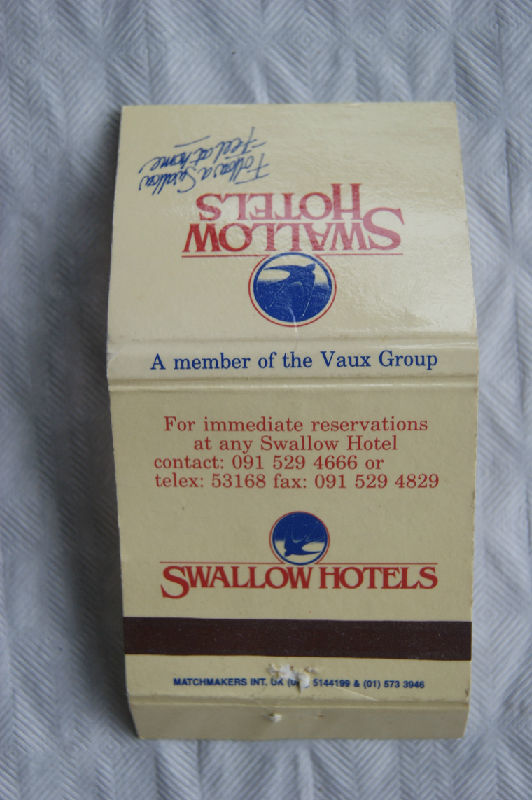 Follow a Swallow
Feel at home
SWALLOW
HOTELS
A member of the Vaux Group
For immediate reservations
at any Swallow Hotel
contact: 091 529 4666 or
telex: 53168 fax: 091 529 4829
SWALLOW HOTELS
MATCHMAKERS INT. UK 5144199 & (01) 573 3946